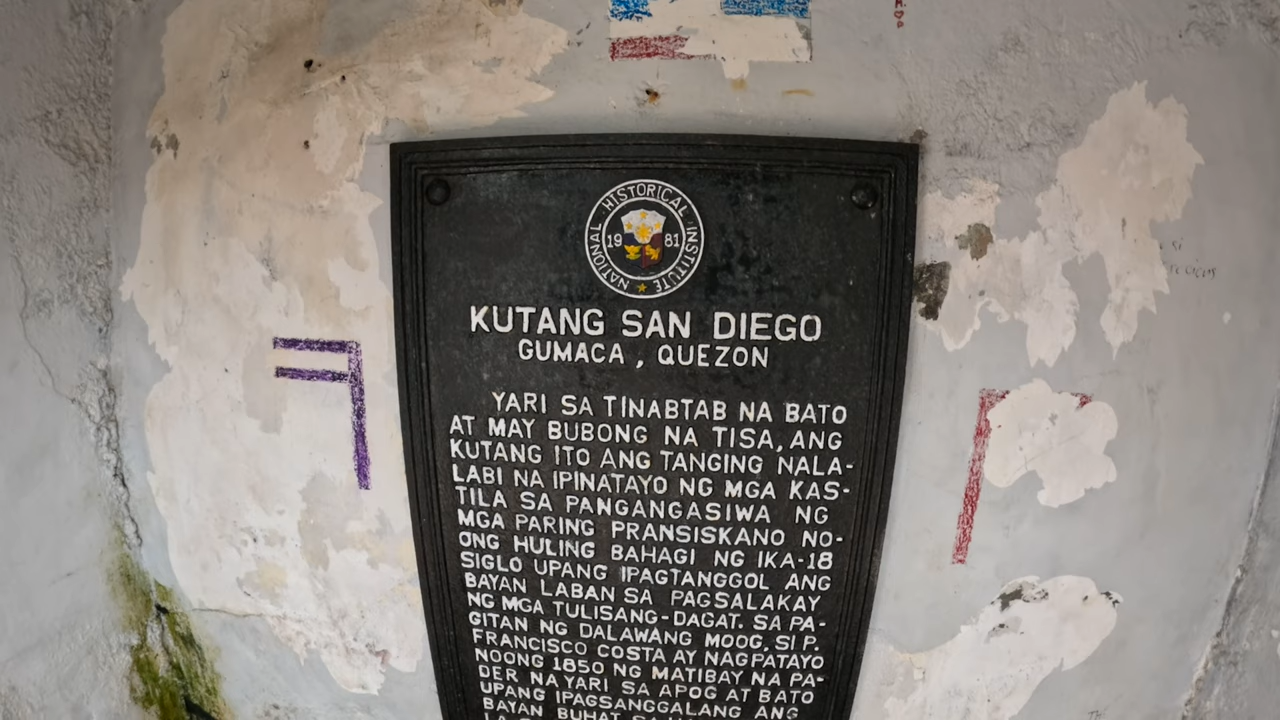 NATIONAL HISTORICAL INSTITUTE
1981
KUTANG SAN DIEGO
GUMACA, QUEZON
YARI SA TINABTAB NA BATO
AT MAY BUBONG NA TISA, ANG
KUTANG ITO ANG TANGING NALA-
LABI NA IPINATAYO NG MGA KAS-
TILA SA PANGANGASIWA NG
MGA PARING PRANSISKANO NO-
ONG HULING BAHAGI NG IKA-18
SIGLO UPANG IPAGTANGGOL ANG
BAYAN LABAN SA PAGSALAKAY
NG MGA TULISANG-DAGAT. SA PA-
GITAN NG DALAWANG MOOG, SI P.
FRANCISCO COSTA AY NAGPATAYO
NOONG 1850 NG MATIBAY NA PA-
DER NA YARI SA APOG AT BATO
UPANG IPAGSANGGALANG ANG
BAYAN BUHAT SA